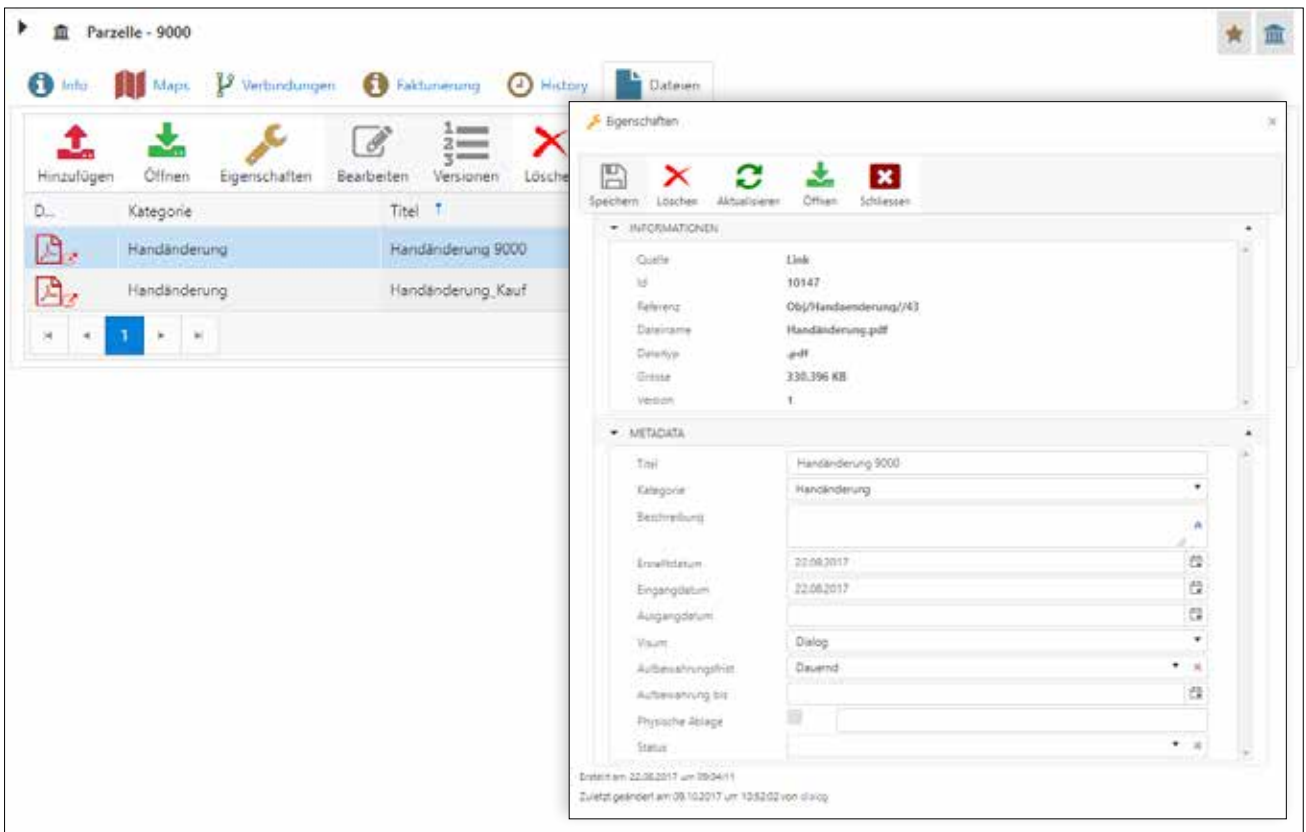 Parzelle - 9000
Info Maps Verbindungen Fakturierung History Dateien
Hinzufügen Öffnen Eigenschaften Bearbeiten Versionen Lösche
D... Kategorie Titel
Handänderung Handänderung 9000
Handänderung Handänderung_Kauf
1
Eigenschaften
Speichern Löschen Aktualisieren Öffnen Schliessen
INFORMATIONEN
Quelle Link
Id 10147
Referenz Obj/Handaenderung//43
Dateiname Handänderung.pdf
Dateityp .pdf
Grösse 330.396 KB
Version 1
METADATA
Titel Handänderung 9000
Kategorie Handänderung
Beschreibung
Erstelltdatum 22.08.2017
Eingangdatum 22.08.2017
Ausgangdatum
Visum Dialog
Aufbewahrungsfrist Dauernd
Aufbewahrung bis
Physische Ablage
Status
Erstellt am 22.08.2017 um 09:04:11
Zuletzt geändert am 09.10.2017 um 13:52:02 von dialog